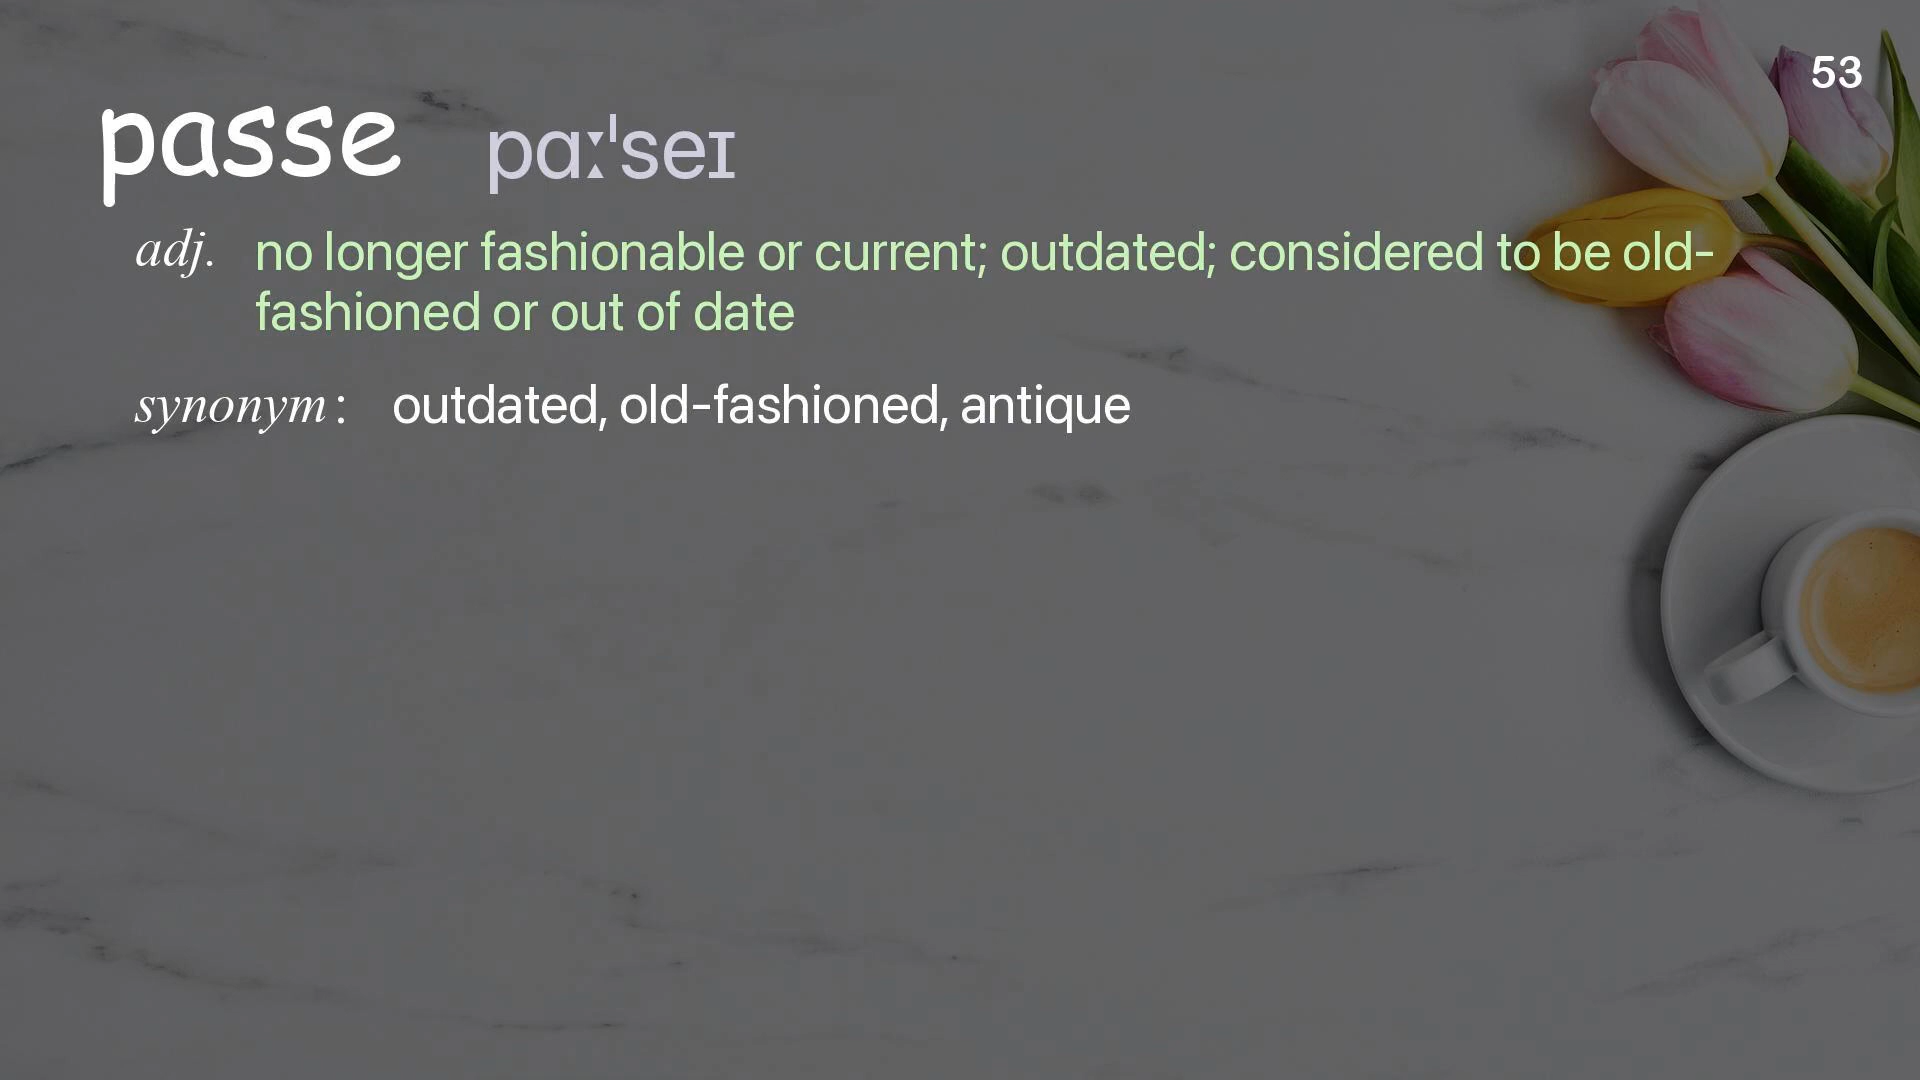 53
passe pɑːˈseɪ
adj. no longer fashionable or current; outdated; considered to be old-
fashioned or out of date
synonym: outdated, old-fashioned, antique